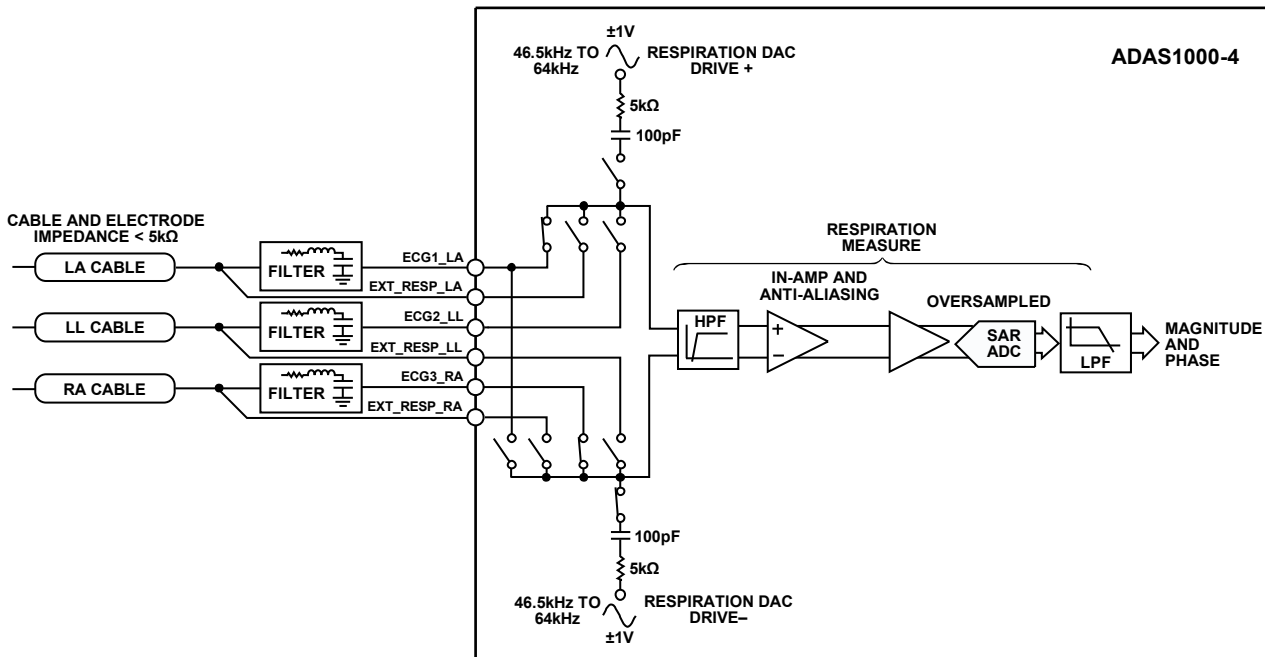 ±1V
46.5kHz TO
64kHz
RESPIRATION DAC
DRIVE +
ADAS1000-4
5kΩ
100pF
CABLE AND ELECTRODE
IMPEDANCE < 5kΩ
LA CABLE
FILTER
ECG1_LA
EXT_RESP_LA
LL CABLE
FILTER
ECG2_LL
EXT_RESP_LL
RA CABLE
FILTER
ECG3_RA
EXT_RESP_RA
RESPIRATION
MEASURE
IN-AMP AND
ANTI-ALIASING
OVERSAMPLED
HPF
+
–
SAR
ADC
LPF
MAGNITUDE
AND
PHASE
100pF
5kΩ
46.5kHz TO
64kHz
RESPIRATION DAC
DRIVE–
±1V